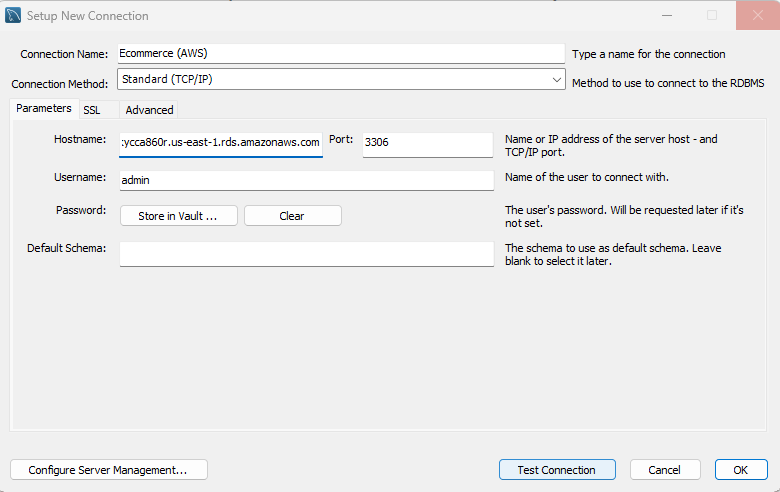 Setup New Connection
Connection Name: Ecommerce (AWS) Type a name for the connection
Connection Method: Standard (TCP/IP) Method to use to connect to the RDBMS
Parameters SSL Advanced
Hostname: :ycca860r.us-east-1.rds.amazonaws.com Port: 3306 Name or IP address of the server host - and
TCP/IP port.
Username: admin Name of the user to connect with.
Password: Store in Vault ... Clear The user's password. Will be requested later if it's
not set.
Default Schema: The schema to use as default schema. Leave
blank to select it later.
Configure Server Management... Test Connection Cancel OK